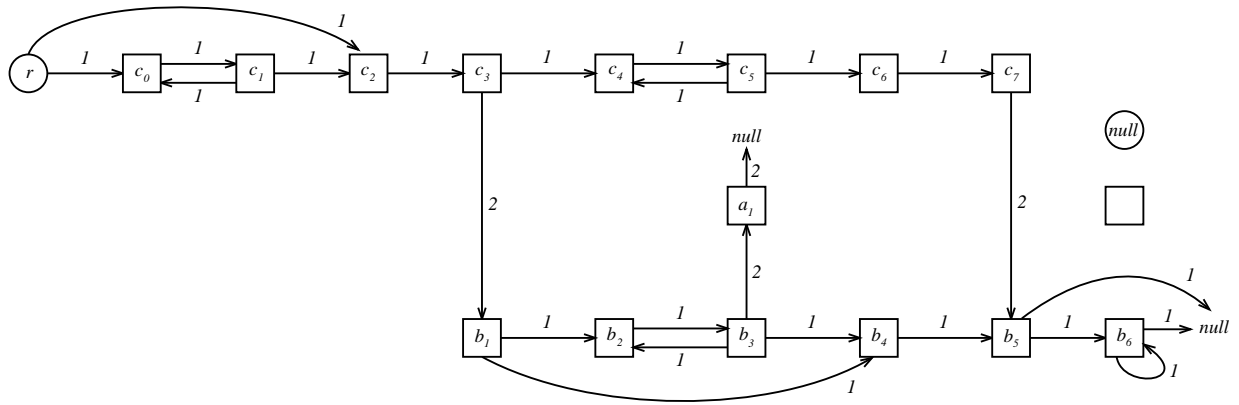 1
1 1 1 1 1 1 1 1
r c₀ c₁ c₂ c₃ c₄ c₅ c₆ c₇
1 1
null null
2
a₁
2 2
2
1
1 1 1 1 1 1
b₁ b₂ b₃ b₄ b₅ b₆ null
1
1
1